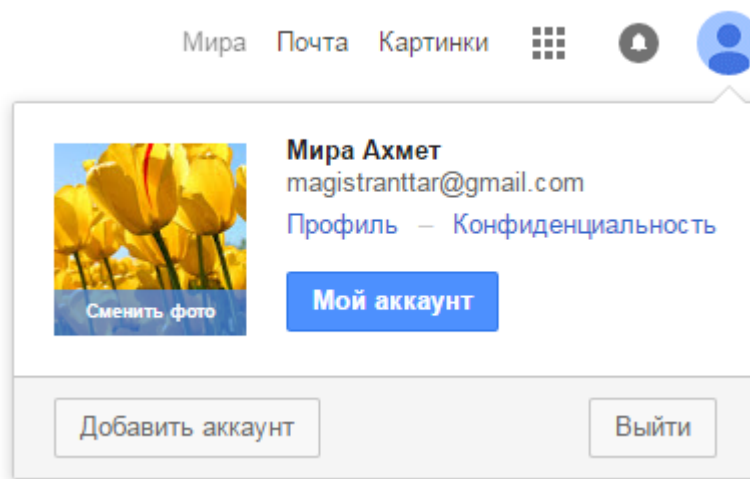 Мира Почта Картинки
Мира Ахмет
magistranttar@gmail.com
Профиль – Конфиденциальность
Сменить фото
Мой аккаунт
Добавить аккаунт Выйти